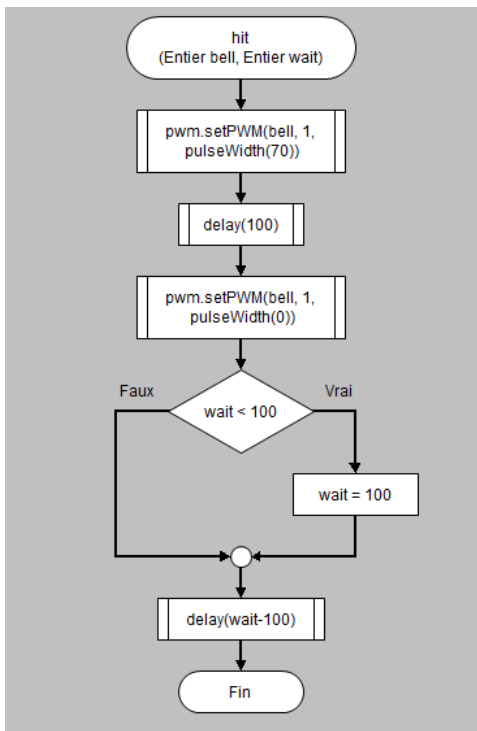 hit
(Entier bell, Entier wait)
pwm.setPWM(bell, 1,
pulseWidth(70))
delay(100)
pwm.setPWM(bell, 1,
pulseWidth(0))
Faux
Vrai
wait < 100
wait = 100
delay(wait-100)
Fin